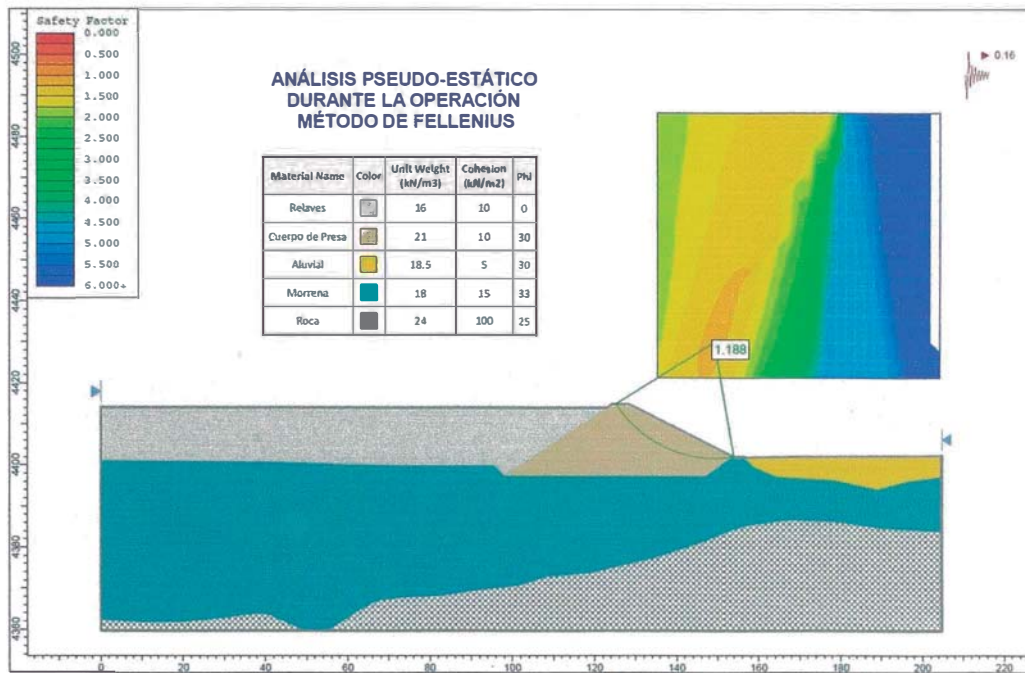 Safety Factor
0.000
0.500
1.000
1.500
2.000
2.500
3.000
3.500
4.000
4.500
5.000
5.500
6.000+
ANÁLISIS PSEUDO-ESTÁTICO
DURANTE LA OPERACIÓN
MÉTODO DE FELLENIUS
0.16
Material Name Color Unit Weight (kN/m3) Cohesion (kN/m2) Phi
Relaves 16 10 0
Cuerpo de Presa 21 10 30
Aluvial 18.5 5 30
Morrena 18 15 33
Roca 24 100 25
1.188
4500
4480
4460
4440
4420
4400
4380
4360
0 20 40 60 80 100 120 140 160 180 200 220